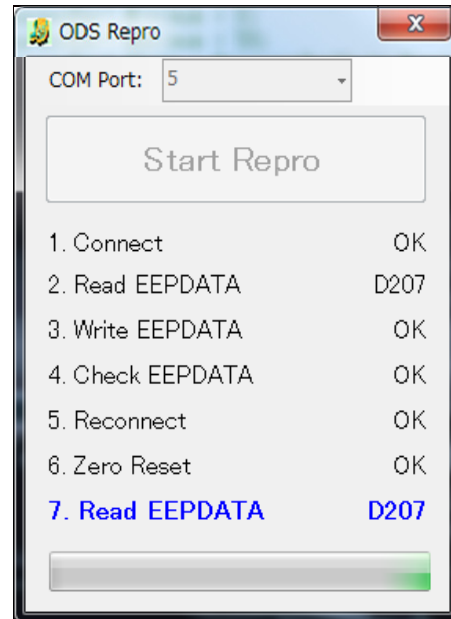 ODS Repro
COM Port: 5
Start Repro
1. Connect OK
2. Read EEPDATA D207
3. Write EEPDATA OK
4. Check EEPDATA OK
5. Reconnect OK
6. Zero Reset OK
7. Read EEPDATA D207